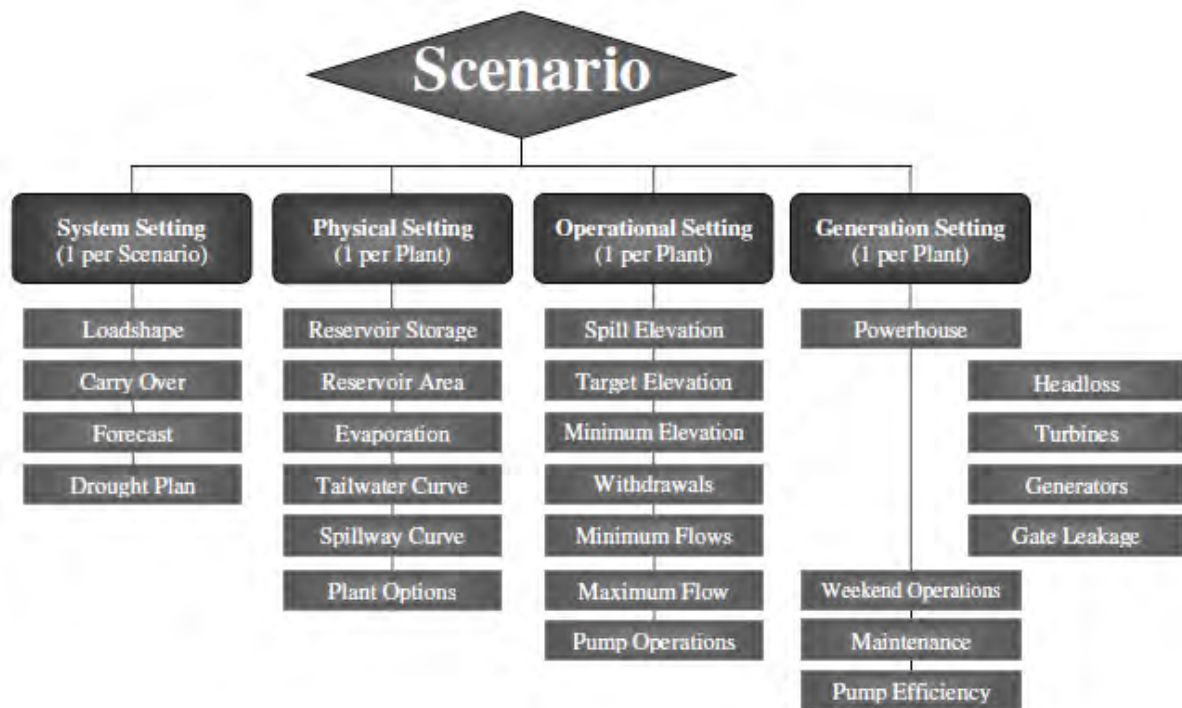 Scenario
System Setting
(1 per Scenario)
Loadshape
Carry Over
Forecast
Drought Plan
Physical Setting
(1 per Plant)
Reservoir Storage
Reservoir Area
Evaporation
Tailwater Curve
Spillway Curve
Plant Options
Operational Setting
(1 per Plant)
Spill Elevation
Target Elevation
Minimum Elevation
Withdrawals
Minimum Flows
Maximum Flow
Pump Operations
Generation Setting
(1 per Plant)
Powerhouse
Headloss
Turbines
Generators
Gate Leakage
Weekend Operations
Maintenance
Pump Efficiency